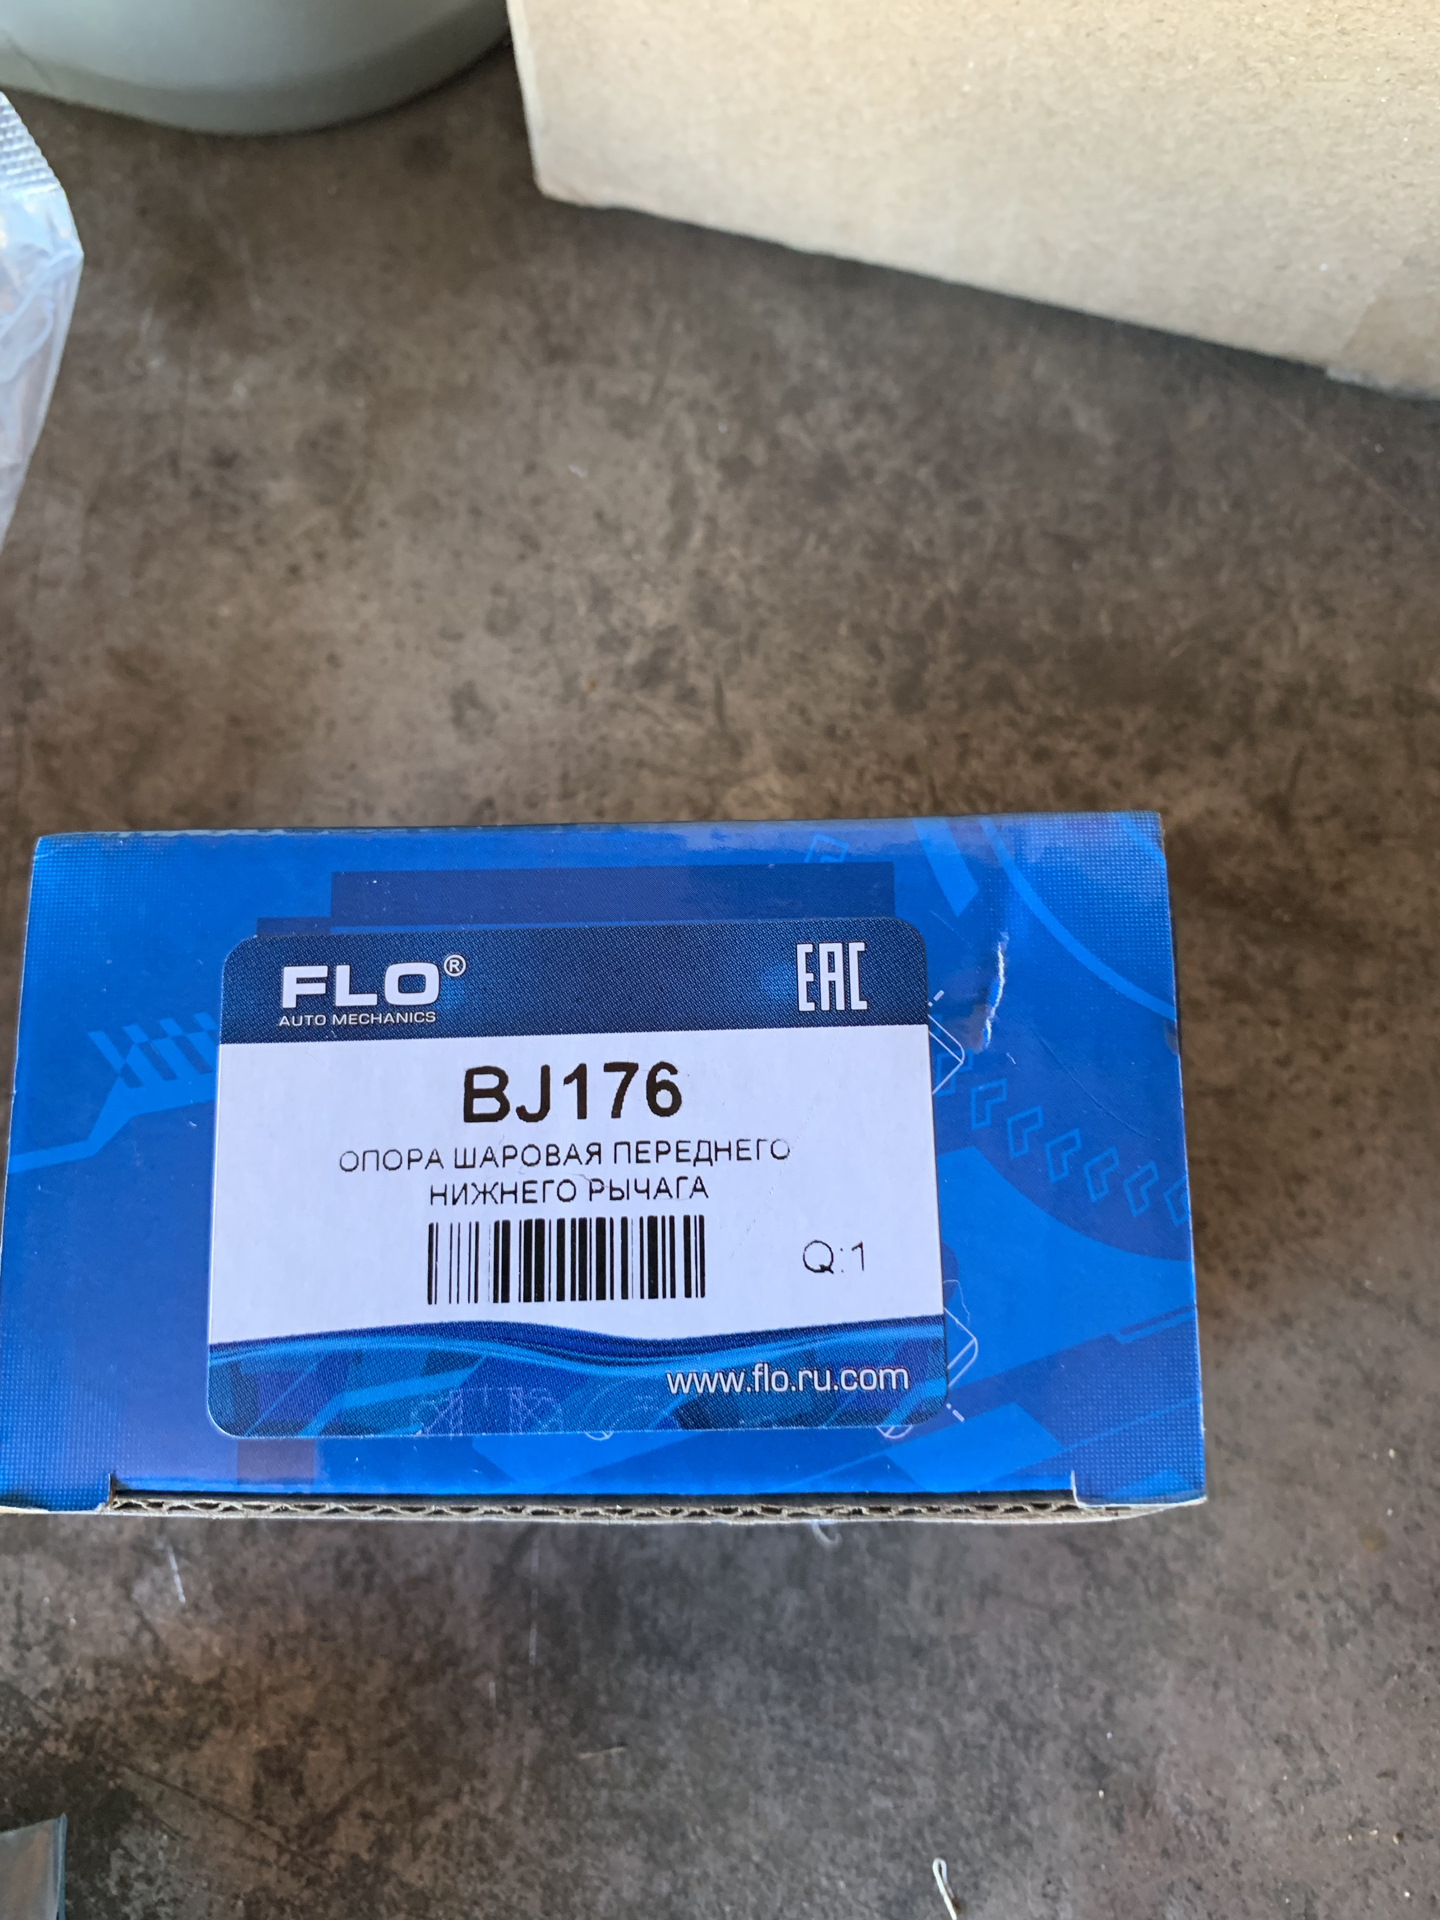 FLO®
AUTO MECHANICS
EAC
BJ176
ОПОРА ШАРОВАЯ ПЕРЕДНЕГО
НИЖНЕГО РЫЧАГА
Q:1
www.flo.ru.com